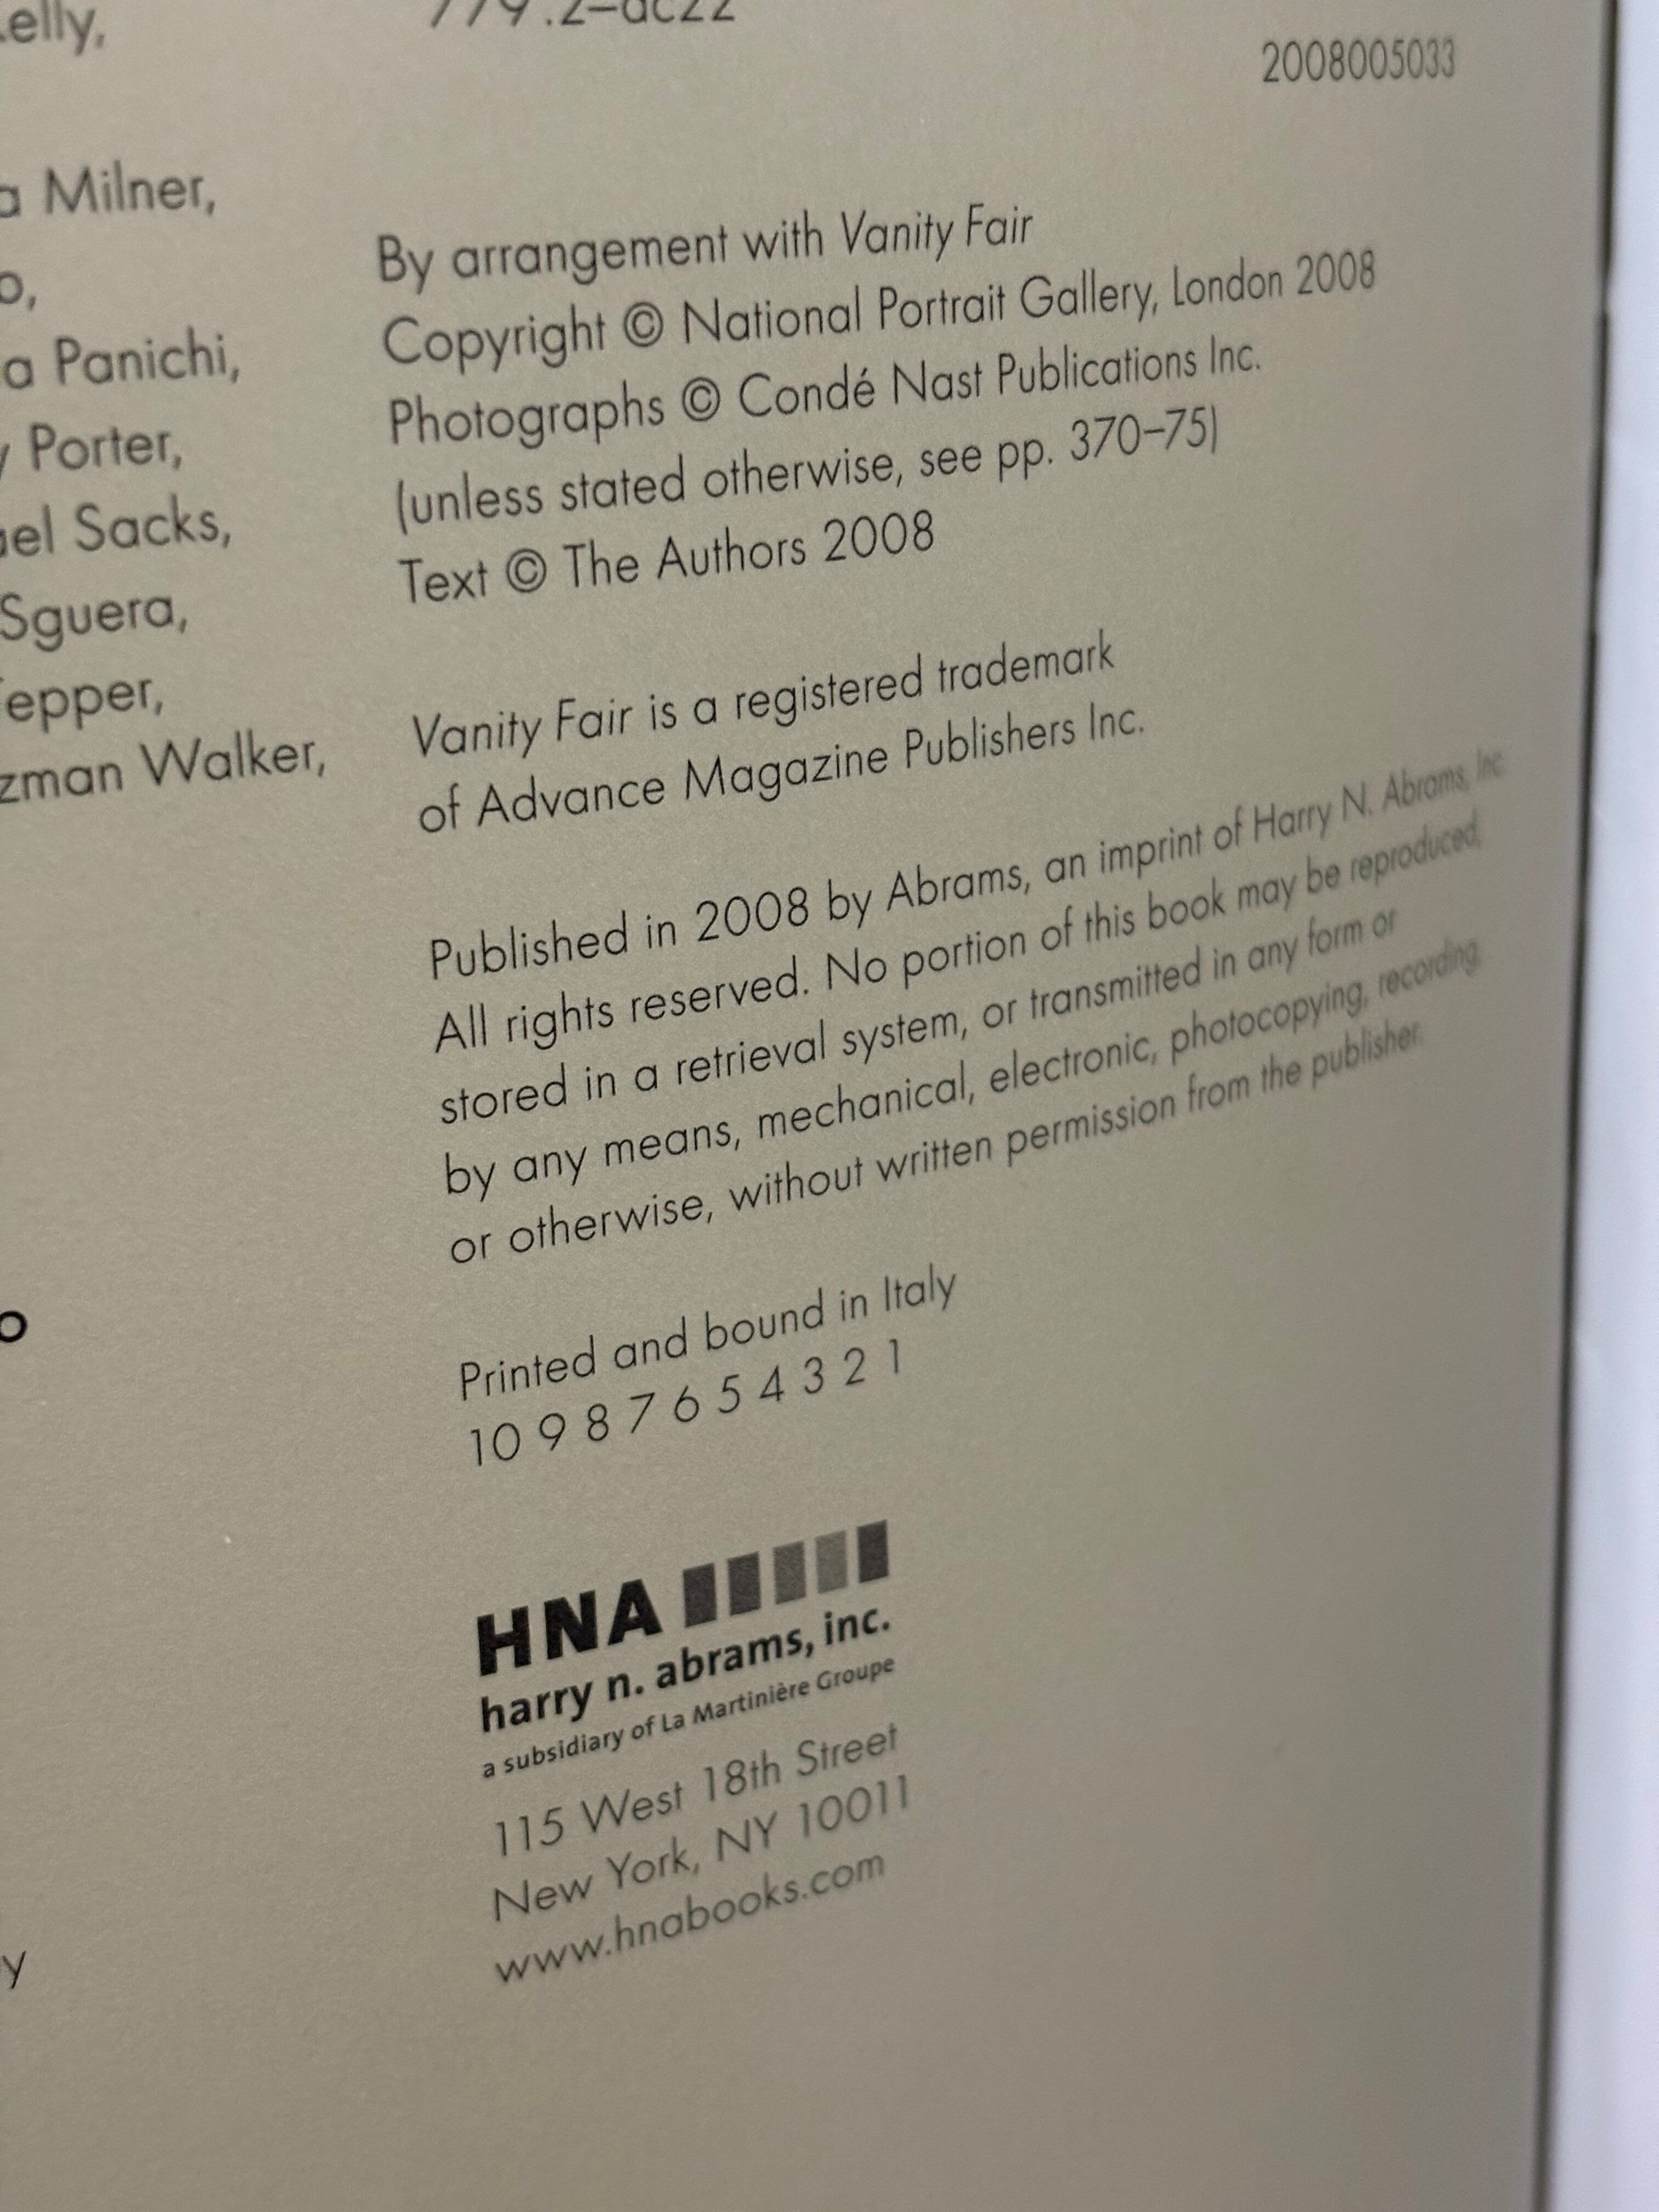 elly,
a Milner,
o,
a Panichi,
y Porter,
el Sacks,
Sguera,
epper,
zman Walker,
o
y
779'.2–dc22
2008005033
By arrangement with Vanity Fair
Copyright © National Portrait Gallery, London 2008
Photographs © Condé Nast Publications Inc.
(unless stated otherwise, see pp. 370–75)
Text © The Authors 2008
Vanity Fair is a registered trademark
of Advance Magazine Publishers Inc.
Published in 2008 by Abrams, an imprint of Harry N. Abrams, Inc.
All rights reserved. No portion of this book may be reproduced,
stored in a retrieval system, or transmitted in any form or
by any means, mechanical, electronic, photocopying, recording,
or otherwise, without written permission from the publisher.
Printed and bound in Italy
10 9 8 7 6 5 4 3 2 1
HNA
harry n. abrams, inc.
a subsidiary of La Martinière Groupe
115 West 18th Street
New York, NY 10011
www.hnabooks.com